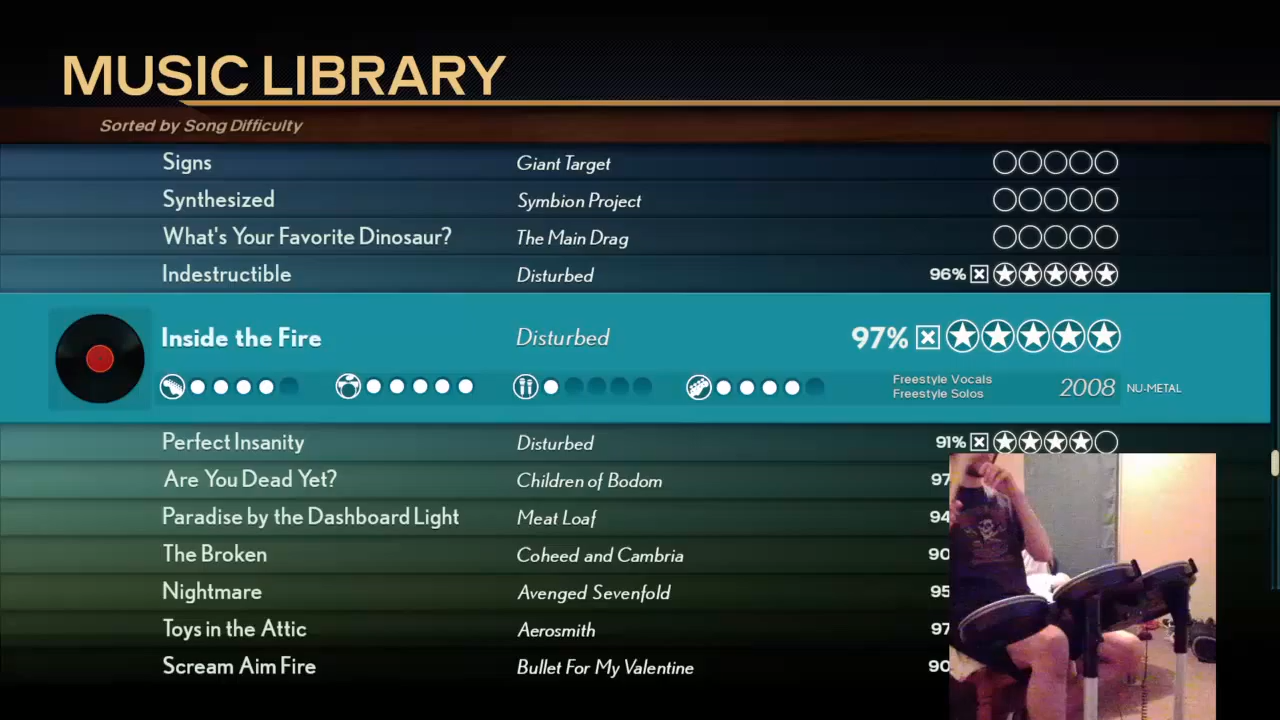 MUSIC LIBRARY
Sorted by Song Difficulty
Signs Giant Target
Synthesized Symbion Project
What's Your Favorite Dinosaur? The Main Drag
Indestructible Disturbed 96%
Inside the Fire Disturbed 97%
Freestyle Vocals
Freestyle Solos 2008 NU-METAL
Perfect Insanity Disturbed 91%
Are You Dead Yet? Children of Bodom 97
Paradise by the Dashboard Light Meat Loaf 94
The Broken Coheed and Cambria 90
Nightmare Avenged Sevenfold 95
Toys in the Attic Aerosmith 97
Scream Aim Fire Bullet For My Valentine 90